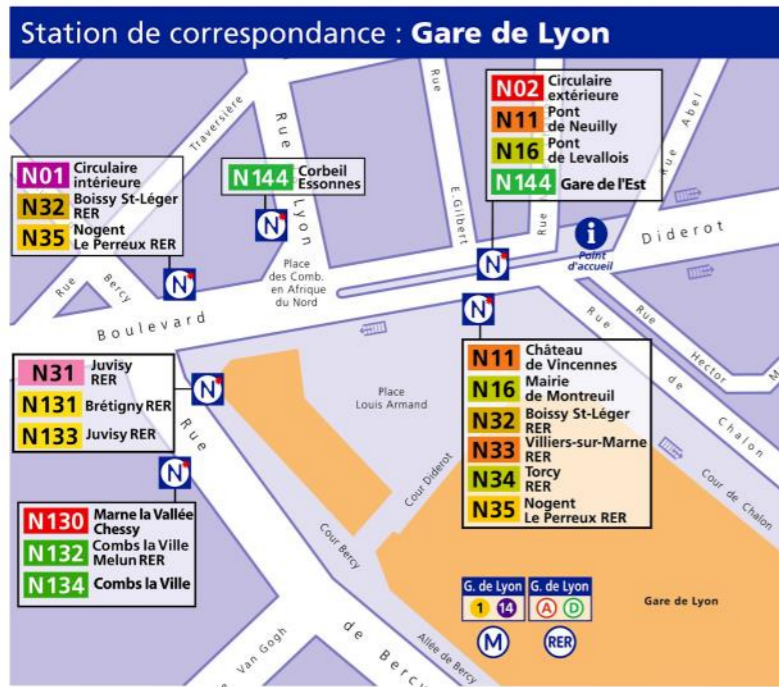 Station de correspondance : Gare de Lyon
N02 Circulaire
extérieure
N11 Pont
de Neuilly
N16 Pont
de Levallois
N144 Gare de l'Est
Rue
Traversière
Rue
Lyon
Rue
E.Gilbert
Rue
Rue Abel
N01 Circulaire
intérieure
N32 Boissy St-Léger
RER
N35 Nogent
Le Perreux RER
N144 Corbeil
Essonnes
N
N
N
i
Point
d'accueil
Diderot
Place
des Comb.
en Afrique
du Nord
Rue
Bercy
Boulevard
N
Rue
Hector
Rue
de
Chalon
N31 Juvisy
RER
N131 Brétigny RER
N133 Juvisy RER
N
Place
Louis Armand
N11 Château
de Vincennes
N16 Mairie
de Montreuil
N32 Boissy St-Léger
RER
N33 Villiers-sur-Marne
RER
N34 Torcy
RER
N35 Nogent
Le Perreux RER
Rue
N
N130 Marne la Vallée
Chessy
N132 Combs la Ville
Melun RER
N134 Combs la Ville
Cour Diderot
Cour Bercy
Cour de Chalon
G. de Lyon
1 14
M
G. de Lyon
A D
RER
Gare de Lyon
Van Gogh
de Bercy
Allée de Bercy